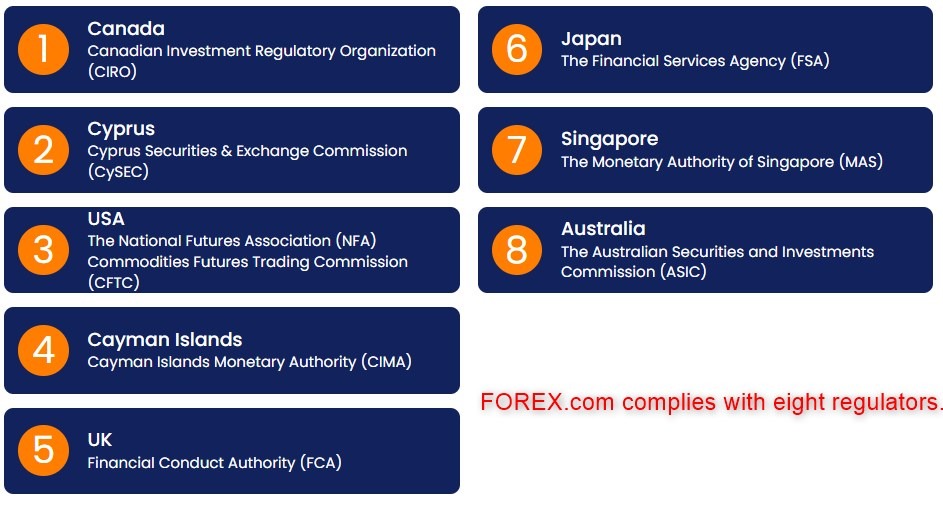 1
Canada
Canadian Investment Regulatory Organization
(CIRO)
2
Cyprus
Cyprus Securities & Exchange Commission
(CySEC)
3
USA
The National Futures Association (NFA)
Commodities Futures Trading Commission
(CFTC)
4
Cayman Islands
Cayman Islands Monetary Authority (CIMA)
5
UK
Financial Conduct Authority (FCA)
6
Japan
The Financial Services Agency (FSA)
7
Singapore
The Monetary Authority of Singapore (MAS)
8
Australia
The Australian Securities and Investments
Commission (ASIC)
FOREX.com complies with eight regulators.